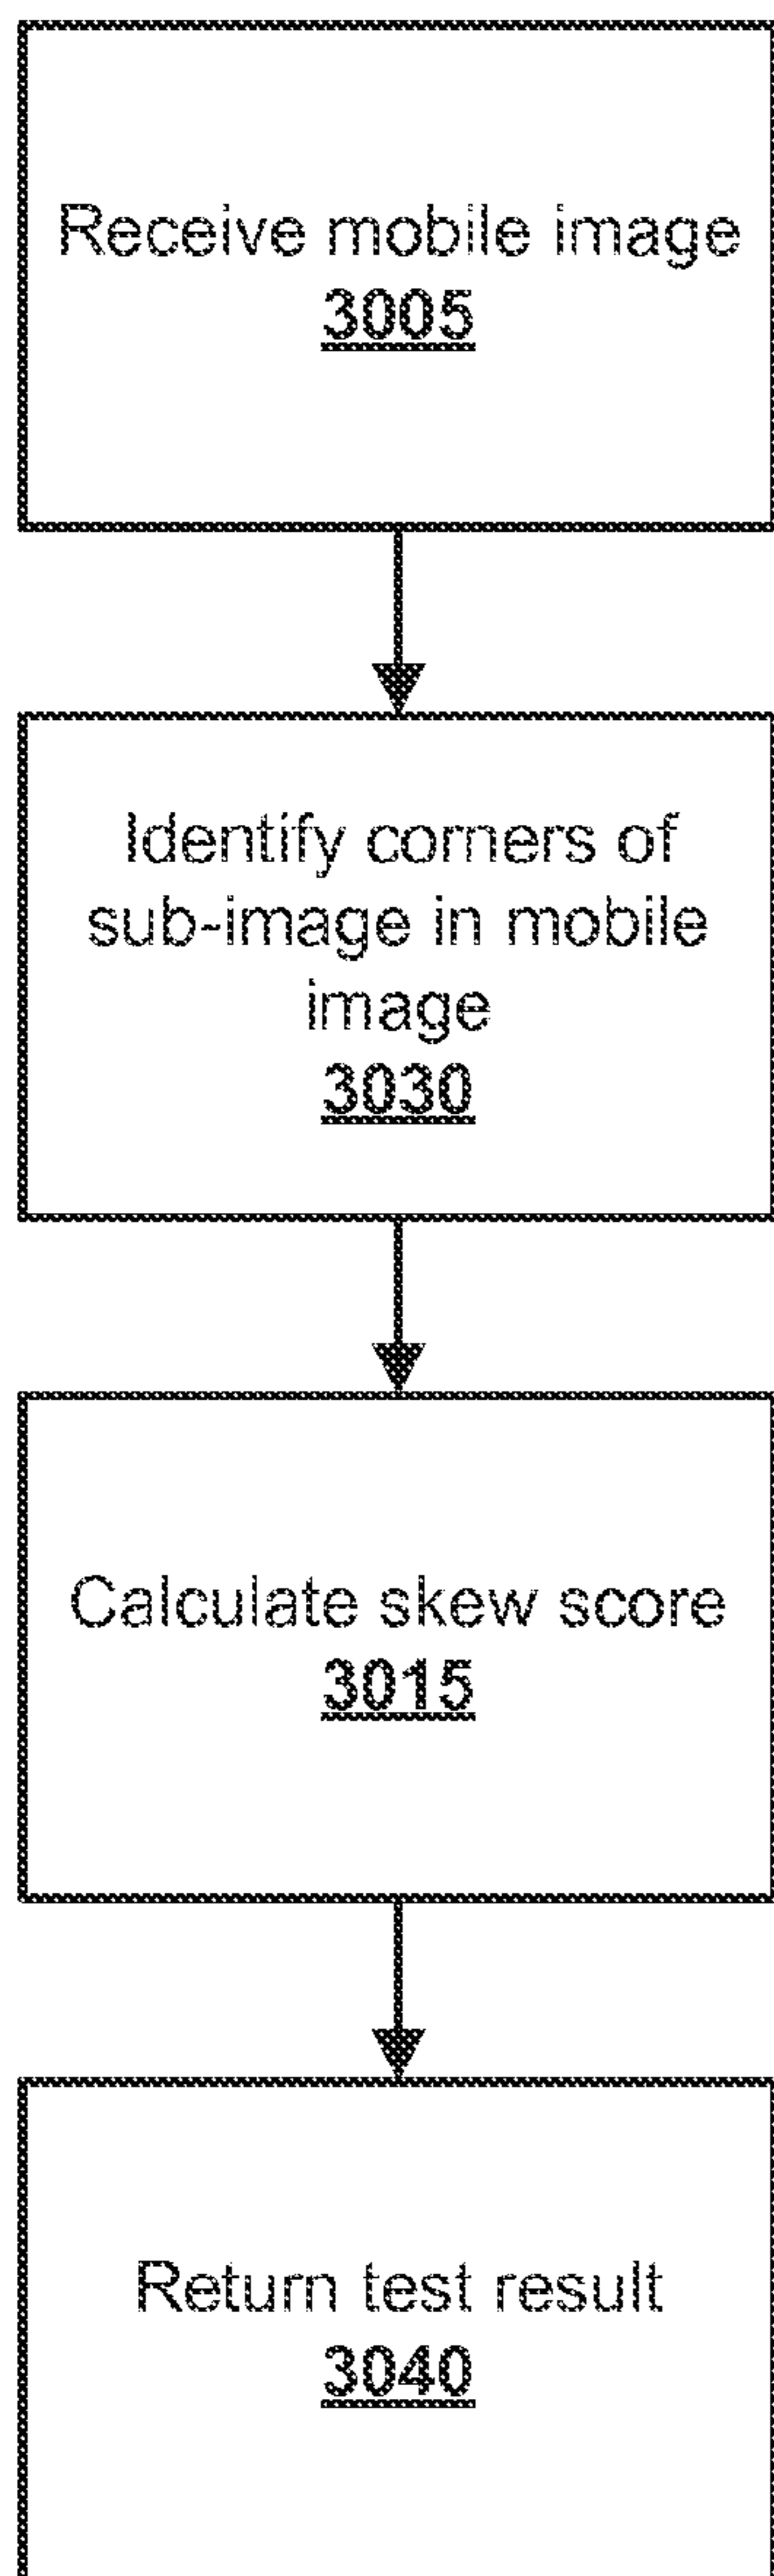 Receive mobile image
3005
Identify corners of
sub-image in mobile
image
3030
Calculate skew score
3015
Return test result
3040